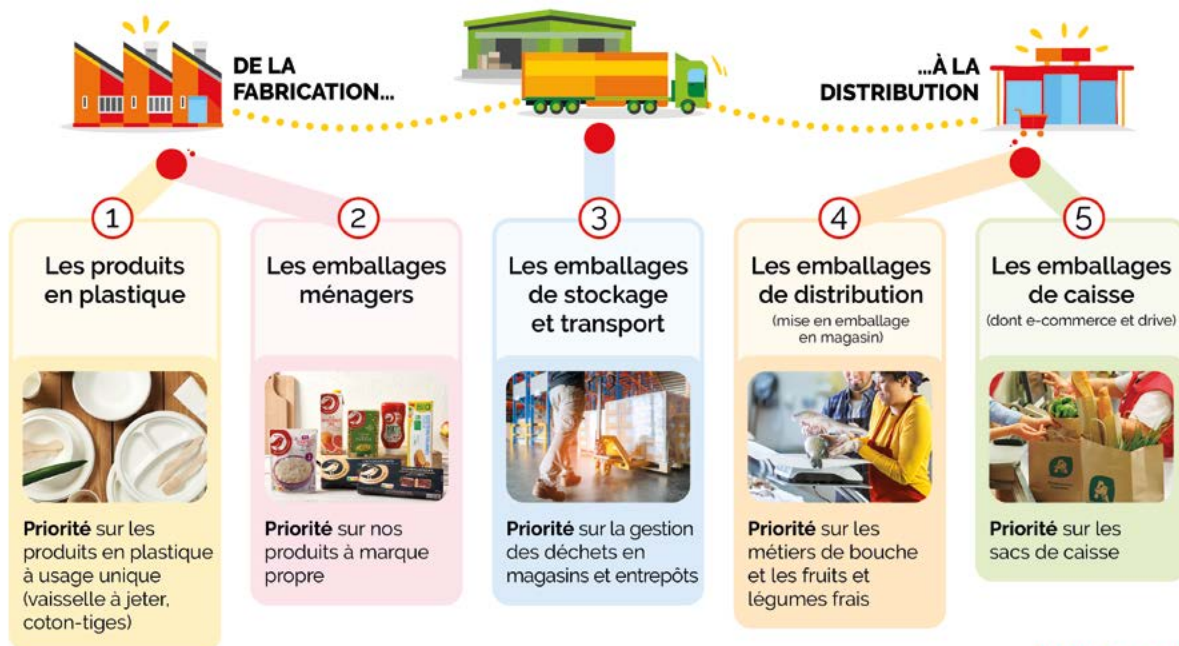 DE LA
FABRICATION...
...À LA
DISTRIBUTION
1
Les produits
en plastique
Priorité sur les
produits en plastique
à usage unique
(vaisselle à jeter,
coton-tiges)
2
Les emballages
ménagers
Priorité sur nos
produits à marque
propre
3
Les emballages
de stockage
et transport
Priorité sur la gestion
des déchets en
magasins et entrepôts
4
Les emballages
de distribution
(mise en emballage
en magasin)
Priorité sur les
métiers de bouche
et les fruits et
légumes frais
5
Les emballages
de caisse
(dont e-commerce et drive)
Priorité sur les
sacs de caisse